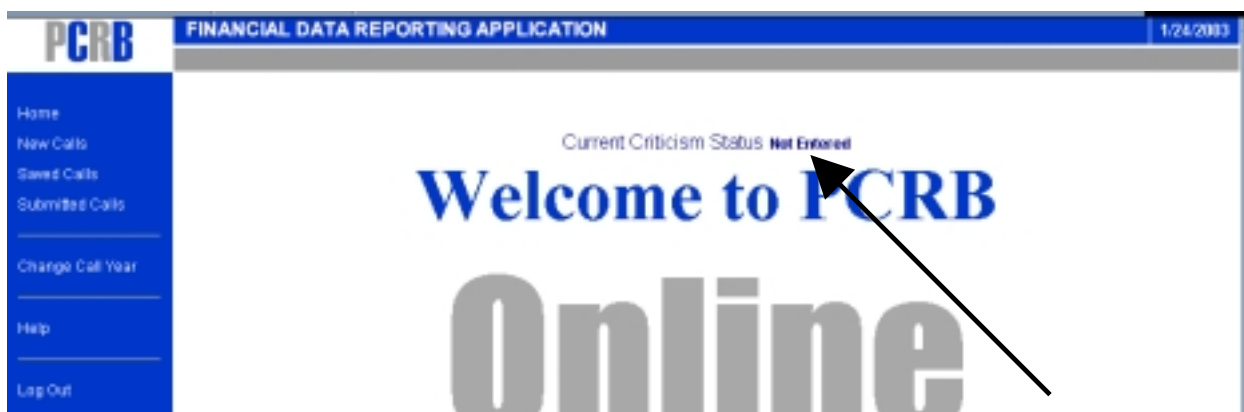 PCRB
FINANCIAL DATA REPORTING APPLICATION
1/24/2003
Home
New Calls
Saved Calls
Submitted Calls
Change Call Year
Help
Log Out
Current Criticism Status Not Entered
Welcome to PCRB
Online